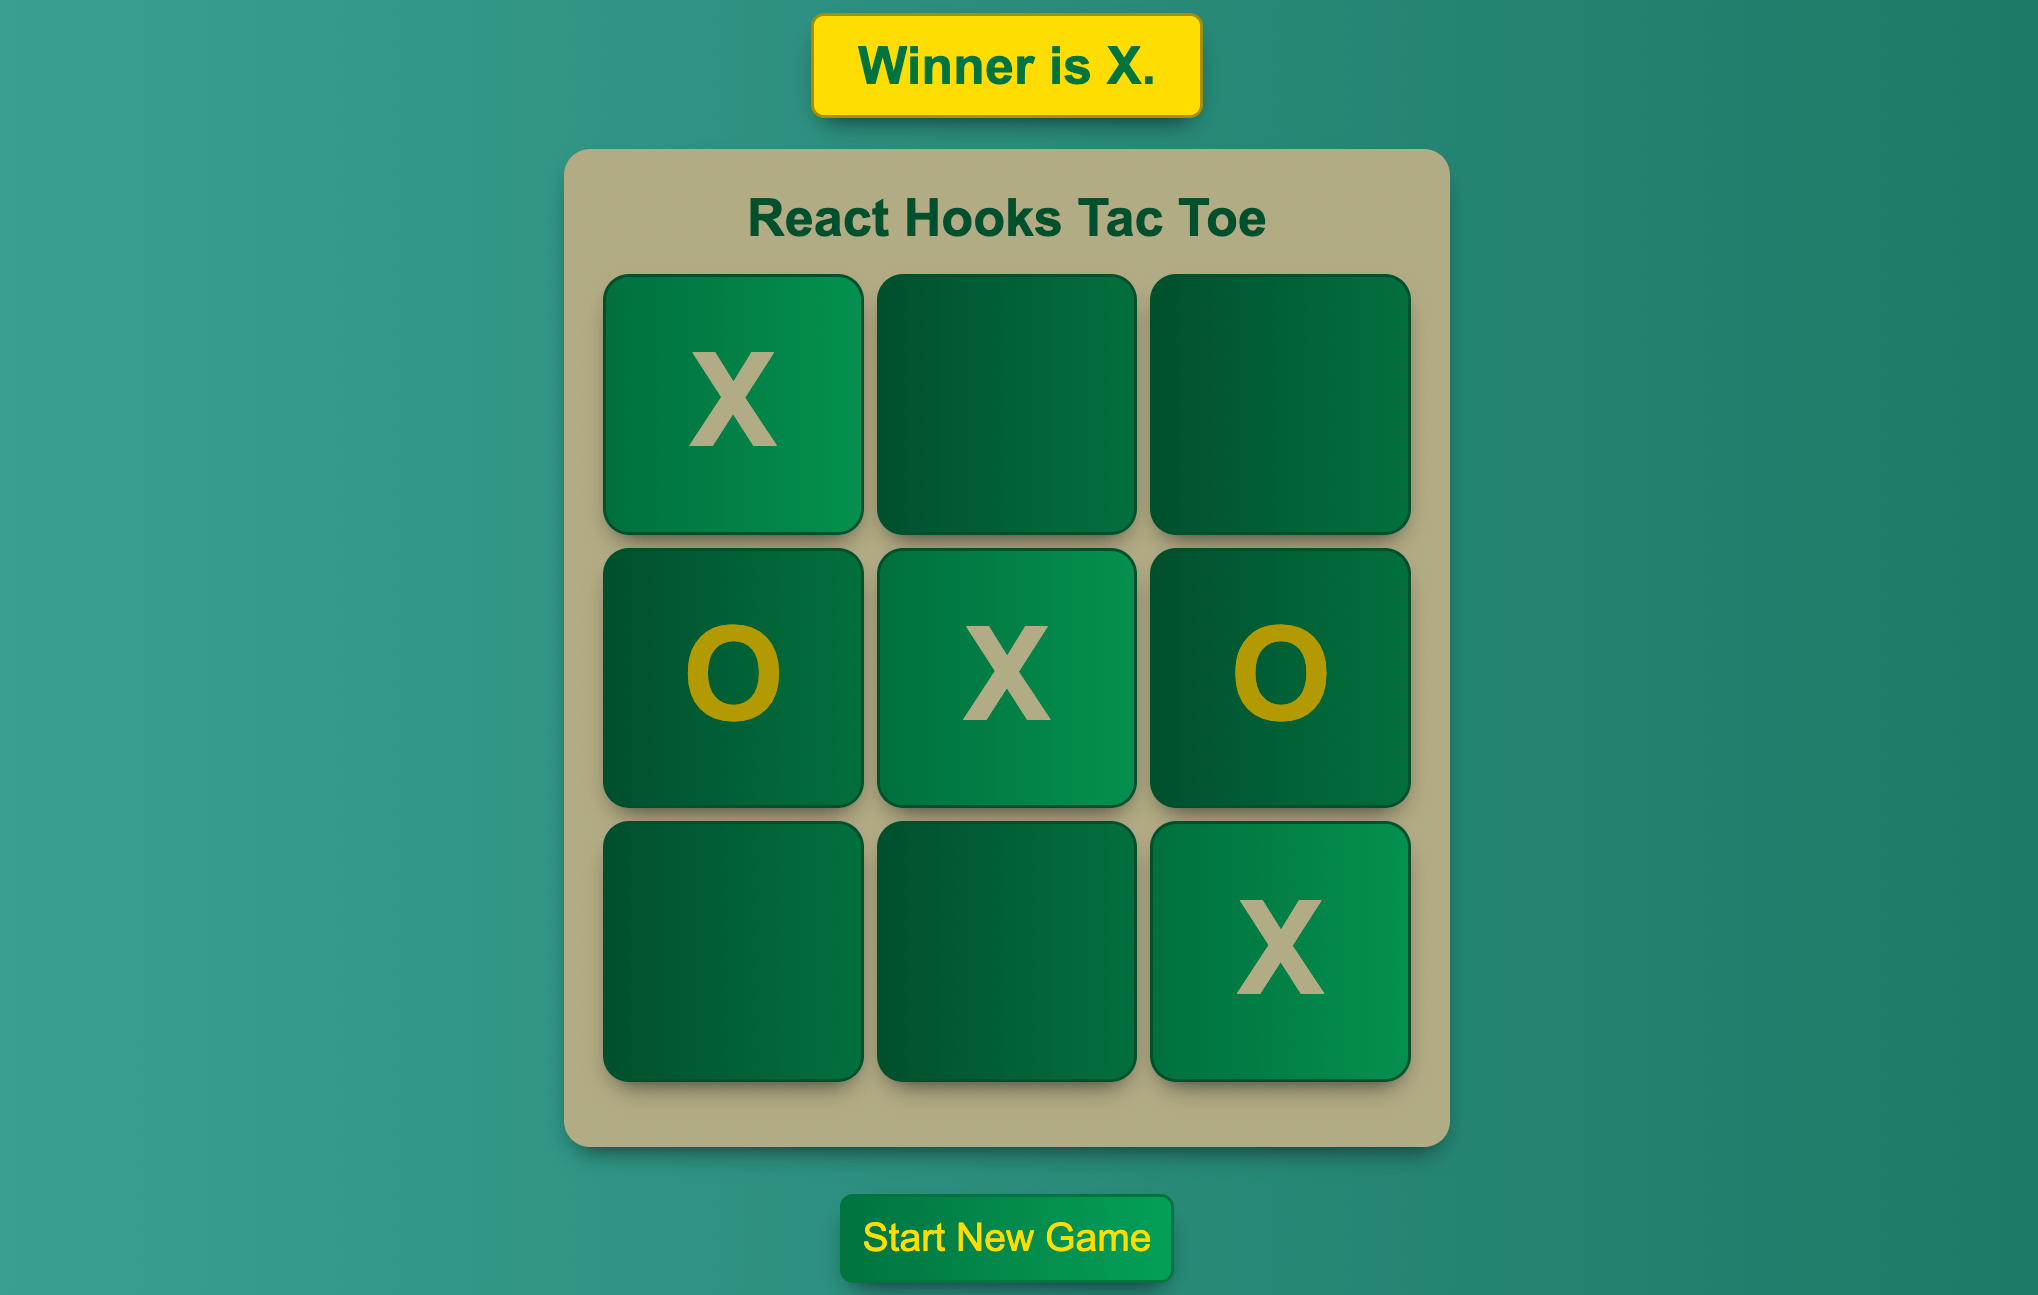 Winner is X.
React Hooks Tac Toe
X
O X O
X
Start New Game